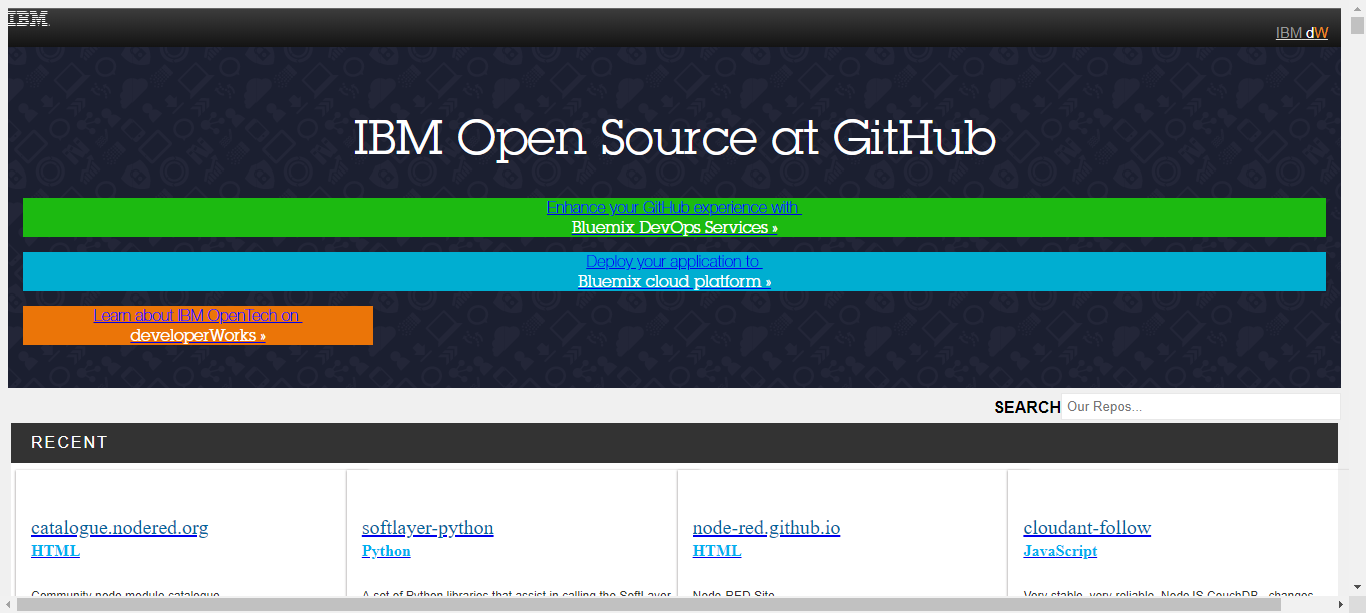 IBM
IBM dW
IBM Open Source at GitHub
Enhance your GitHub experience with
Bluemix DevOps Services »
Deploy your application to
Bluemix cloud platform »
Learn about IBM OpenTech on
developerWorks »
SEARCH Our Repos...
RECENT
catalogue.nodered.org
HTML
Community node module catalogue
softlayer-python
Python
A set of Python libraries that assist in calling the SoftLayer
node-red.github.io
HTML
Node-RED Site
cloudant-follow
JavaScript
Very stable, very reliable, NodeJS CouchDB _changes